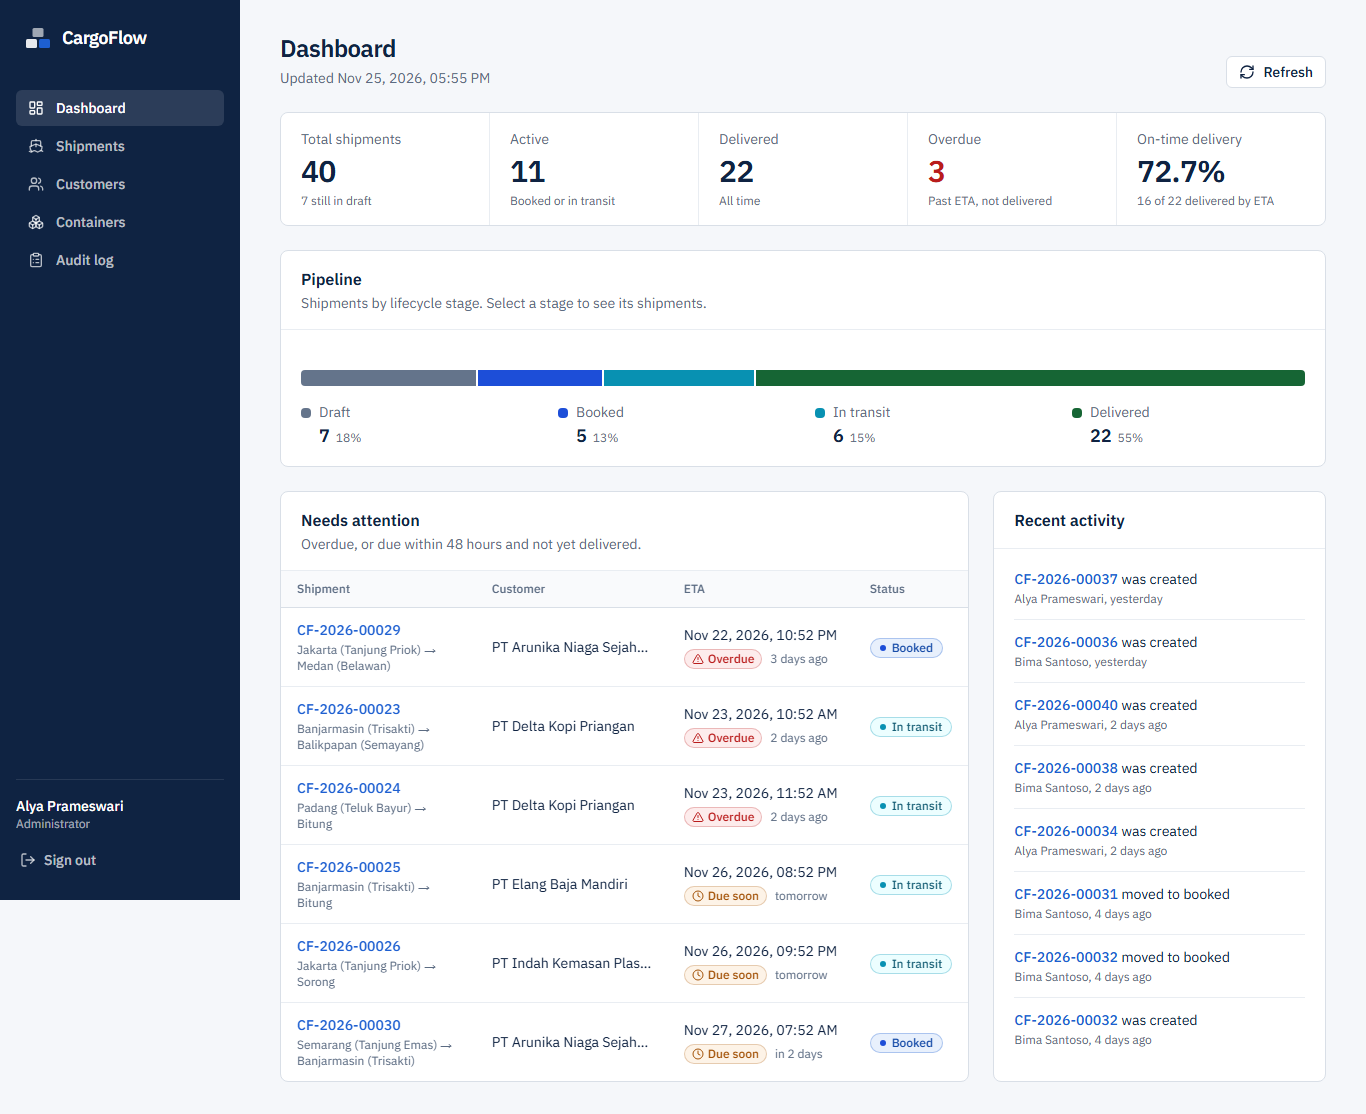 CargoFlow
Dashboard
Shipments
Customers
Containers
Audit log
Alya Prameswari
Administrator
Sign out
Dashboard
Updated Nov 25, 2026, 05:55 PM
Refresh
Total shipments
40
7 still in draft
Active
11
Booked or in transit
Delivered
22
All time
Overdue
3
Past ETA, not delivered
On-time delivery
72.7%
16 of 22 delivered by ETA
Pipeline
Shipments by lifecycle stage. Select a stage to see its shipments.
Draft
7 18%
Booked
5 13%
In transit
6 15%
Delivered
22 55%
Needs attention
Overdue, or due within 48 hours and not yet delivered.
Shipment Customer ETA Status
CF-2026-00029
Jakarta (Tanjung Priok) →
Medan (Belawan)
PT Arunika Niaga Sejah...
Nov 22, 2026, 10:52 PM
Overdue 3 days ago
Booked
CF-2026-00023
Banjarmasin (Trisakti) →
Balikpapan (Semayang)
PT Delta Kopi Priangan
Nov 23, 2026, 10:52 AM
Overdue 2 days ago
In transit
CF-2026-00024
Padang (Teluk Bayur) →
Bitung
PT Delta Kopi Priangan
Nov 23, 2026, 11:52 AM
Overdue 2 days ago
In transit
CF-2026-00025
Banjarmasin (Trisakti) →
Bitung
PT Elang Baja Mandiri
Nov 26, 2026, 08:52 PM
Due soon tomorrow
In transit
CF-2026-00026
Jakarta (Tanjung Priok) →
Sorong
PT Indah Kemasan Plas...
Nov 26, 2026, 09:52 PM
Due soon tomorrow
In transit
CF-2026-00030
Semarang (Tanjung Emas) →
Banjarmasin (Trisakti)
PT Arunika Niaga Sejah...
Nov 27, 2026, 07:52 AM
Due soon in 2 days
Booked
Recent activity
CF-2026-00037 was created
Alya Prameswari, yesterday
CF-2026-00036 was created
Bima Santoso, yesterday
CF-2026-00040 was created
Alya Prameswari, 2 days ago
CF-2026-00038 was created
Bima Santoso, 2 days ago
CF-2026-00034 was created
Alya Prameswari, 2 days ago
CF-2026-00031 moved to booked
Bima Santoso, 4 days ago
CF-2026-00032 moved to booked
Bima Santoso, 4 days ago
CF-2026-00032 was created
Bima Santoso, 4 days ago